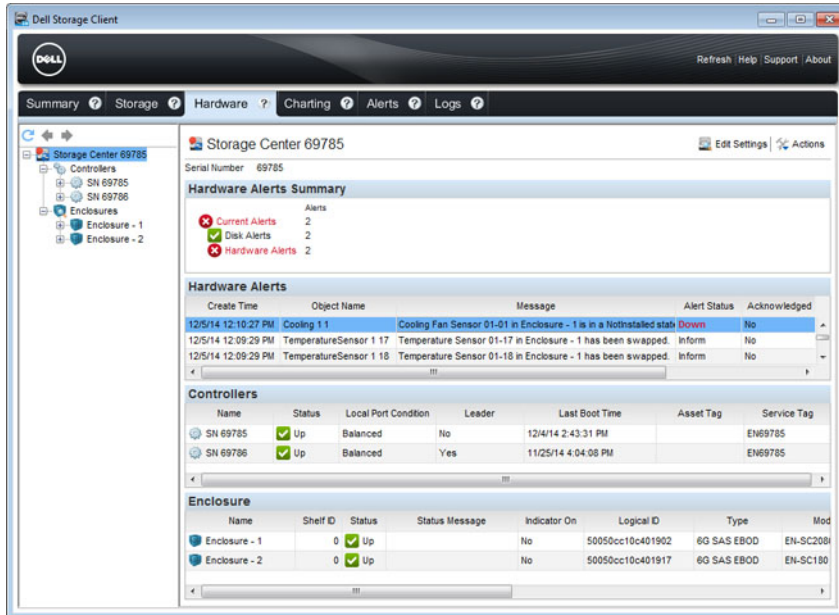 Dell Storage Client
DELL
Refresh Help Support About
Summary ? Storage ? Hardware ? Charting ? Alerts ? Logs ?
Storage Center 69785
Controllers
SN 69785
SN 69786
Enclosures
Enclosure - 1
Enclosure - 2
Storage Center 69785
Edit Settings Actions
Serial Number 69785
Hardware Alerts Summary
Alerts
Current Alerts 2
Disk Alerts 2
Hardware Alerts 2
Hardware Alerts
Create Time Object Name Message Alert Status Acknowledged
12/5/14 12:10:27 PM Cooling 1 1 Cooling Fan Sensor 01-01 in Enclosure - 1 is in a NotInstalled stat Down No
12/5/14 12:09:29 PM TemperatureSensor 1 17 Temperature Sensor 01-17 in Enclosure - 1 has been swapped. Inform No
12/5/14 12:09:29 PM TemperatureSensor 1 18 Temperature Sensor 01-18 in Enclosure - 1 has been swapped. Inform No
Controllers
Name Status Local Port Condition Leader Last Boot Time Asset Tag Service Tag
SN 69785 Up Balanced No 12/4/14 2:43:31 PM EN69785
SN 69786 Up Balanced Yes 11/25/14 4:04:08 PM EN69785
Enclosure
Name Shelf ID Status Status Message Indicator On Logical ID Type Mod
Enclosure - 1 0 Up No 50050cc10c401902 6G SAS EBOD EN-SC208
Enclosure - 2 0 Up No 50050cc10c401917 6G SAS EBOD EN-SC180